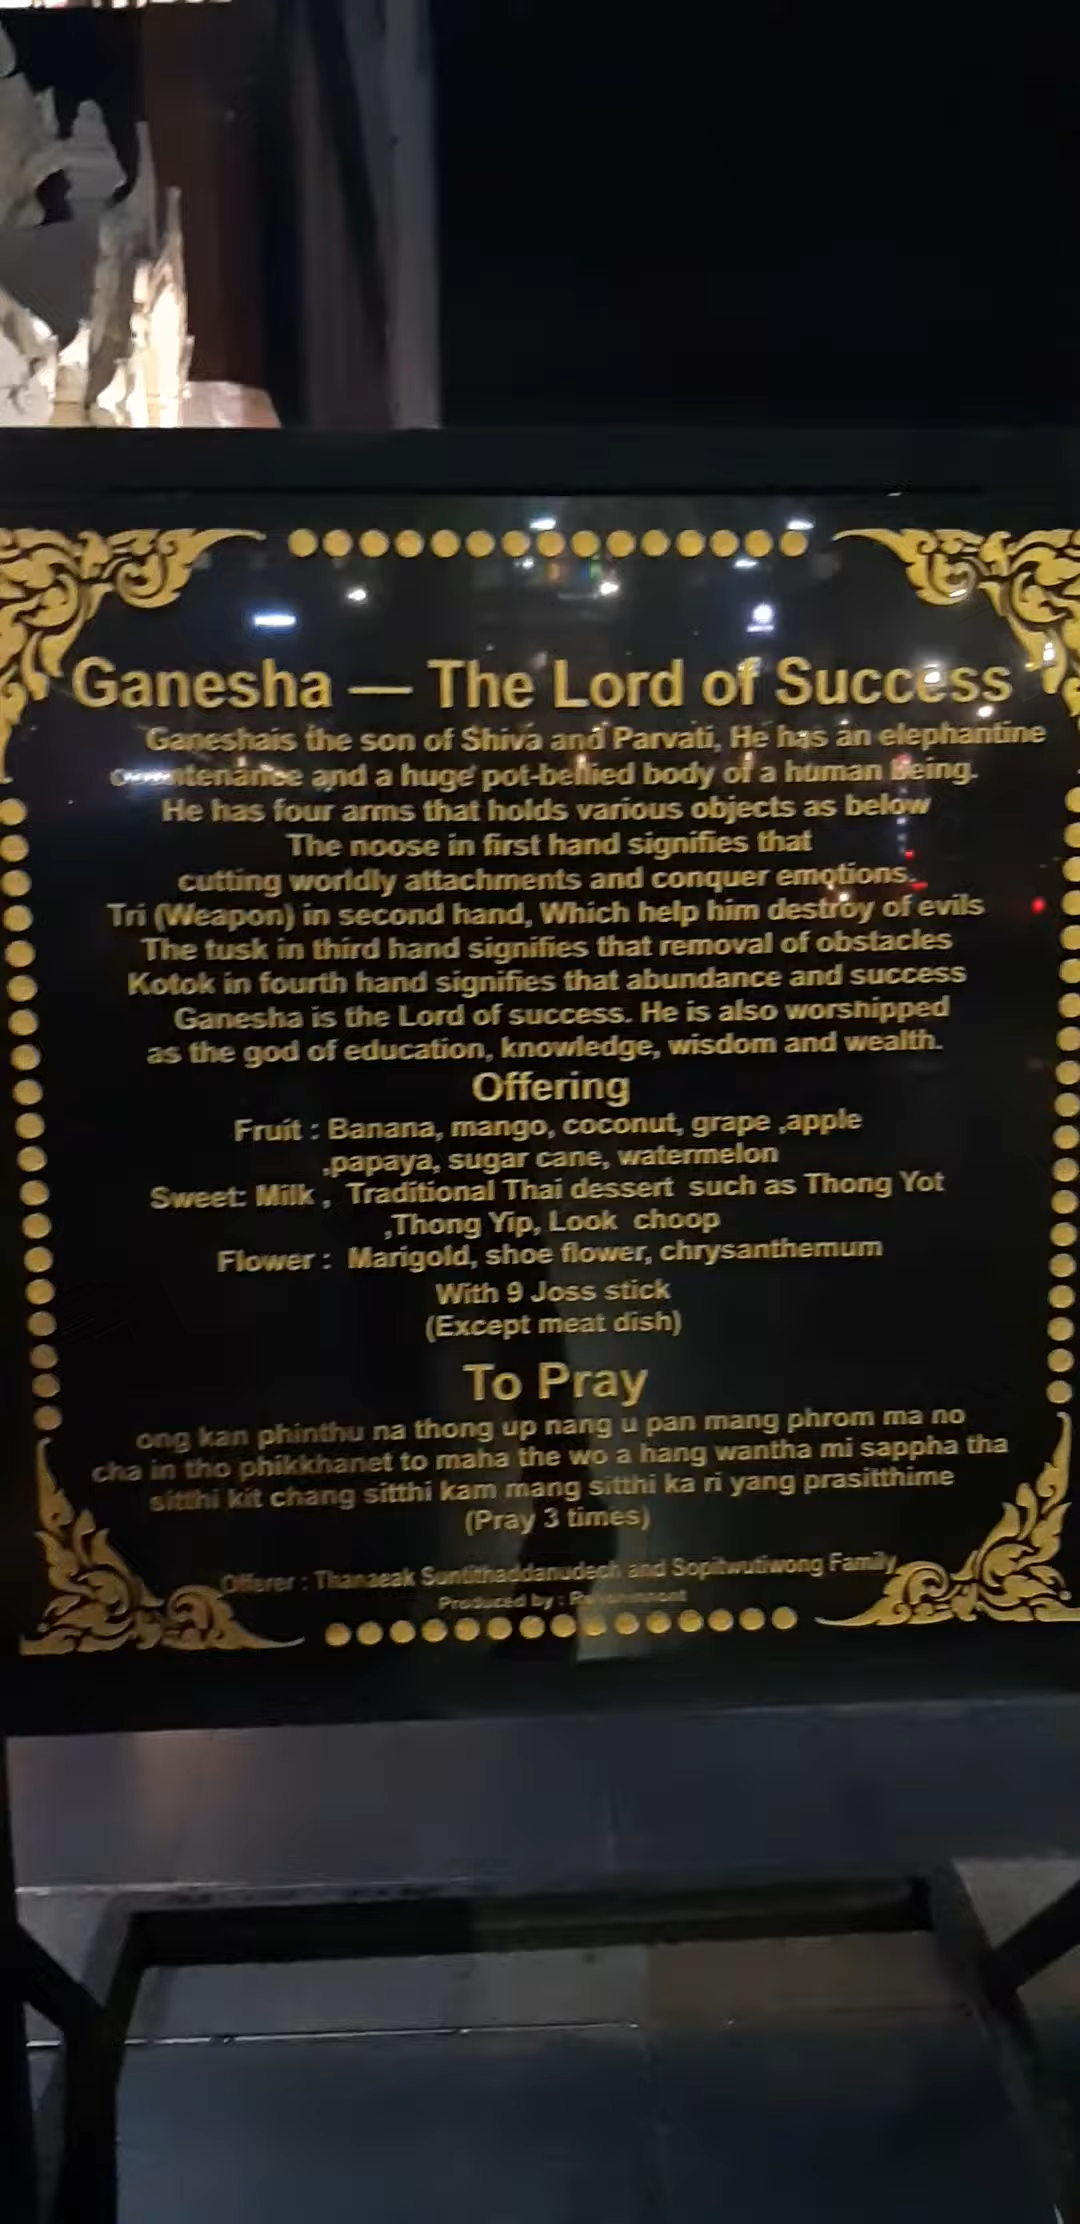 Ganesha — The Lord of Success
Ganeshais the son of Shiva and Parvati, He has an elephantine
countenance and a huge pot-bellied body of a human Being.
He has four arms that holds various objects as below
The noose in first hand signifies that
cutting worldly attachments and conquer emotions.
Tri (Weapon) in second hand, Which help him destroy of evils
The tusk in third hand signifies that removal of obstacles
Kotok in fourth hand signifies that abundance and success
Ganesha is the Lord of success. He is also worshipped
as the god of education, knowledge, wisdom and wealth.
Offering
Fruit : Banana, mango, coconut, grape ,apple
,papaya, sugar cane, watermelon
Sweet: Milk , Traditional Thai dessert such as Thong Yot
,Thong Yip, Look choop
Flower : Marigold, shoe flower, chrysanthemum
With 9 Joss stick
(Except meat dish)
To Pray
ong kan phinthu na thong up nang u pan mang phrom ma no
cha in tho phikkhanet to maha the wo a hang wantha mi sappha tha
sitthi kit chang sitthi kam mang sitthi ka ri yang prasitthime
(Pray 3 times)
Offerer : Thanaeak Suntithaddanudech and Sopitwutiwong Family
Produced by :